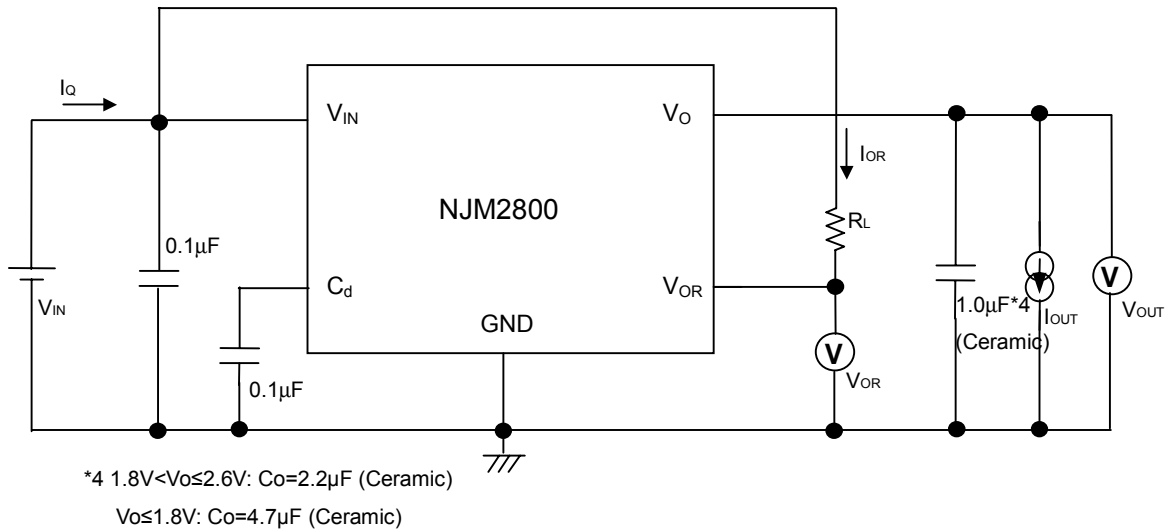 IQ
VIN
VO
IOR
NJM2800
RL
0.1µF
VIN
Cd
VOR
GND
0.1µF
V
VOR
1.0µF*4
(Ceramic)
IOUT
V
VOUT
*4 1.8V<Vo≤2.6V: Co=2.2µF (Ceramic)
Vo≤1.8V: Co=4.7µF (Ceramic)